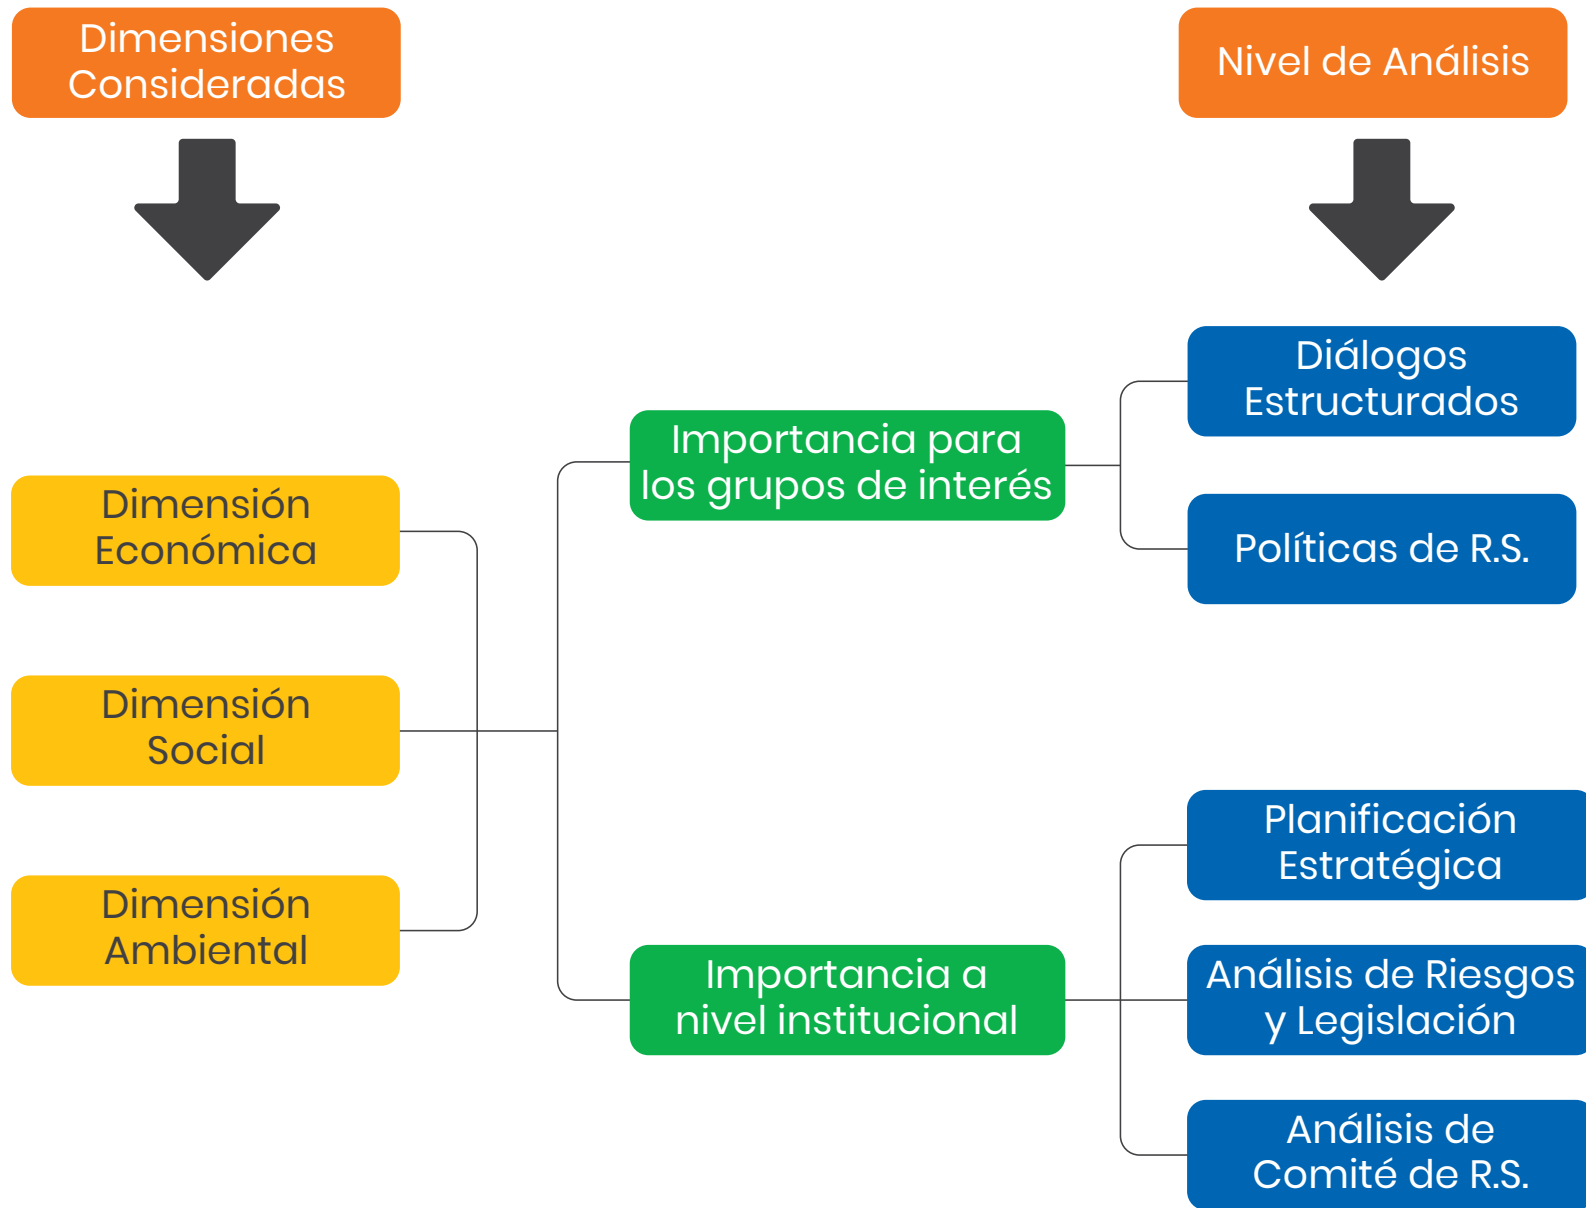 Dimensiones
Consideradas
Nivel de Análisis
Dimensión
Económica
Dimensión
Social
Dimensión
Ambiental
Importancia para
los grupos de interés
Importancia a
nivel institucional
Diálogos
Estructurados
Políticas de R.S.
Planificación
Estratégica
Análisis de Riesgos
y Legislación
Análisis de
Comité de R.S.